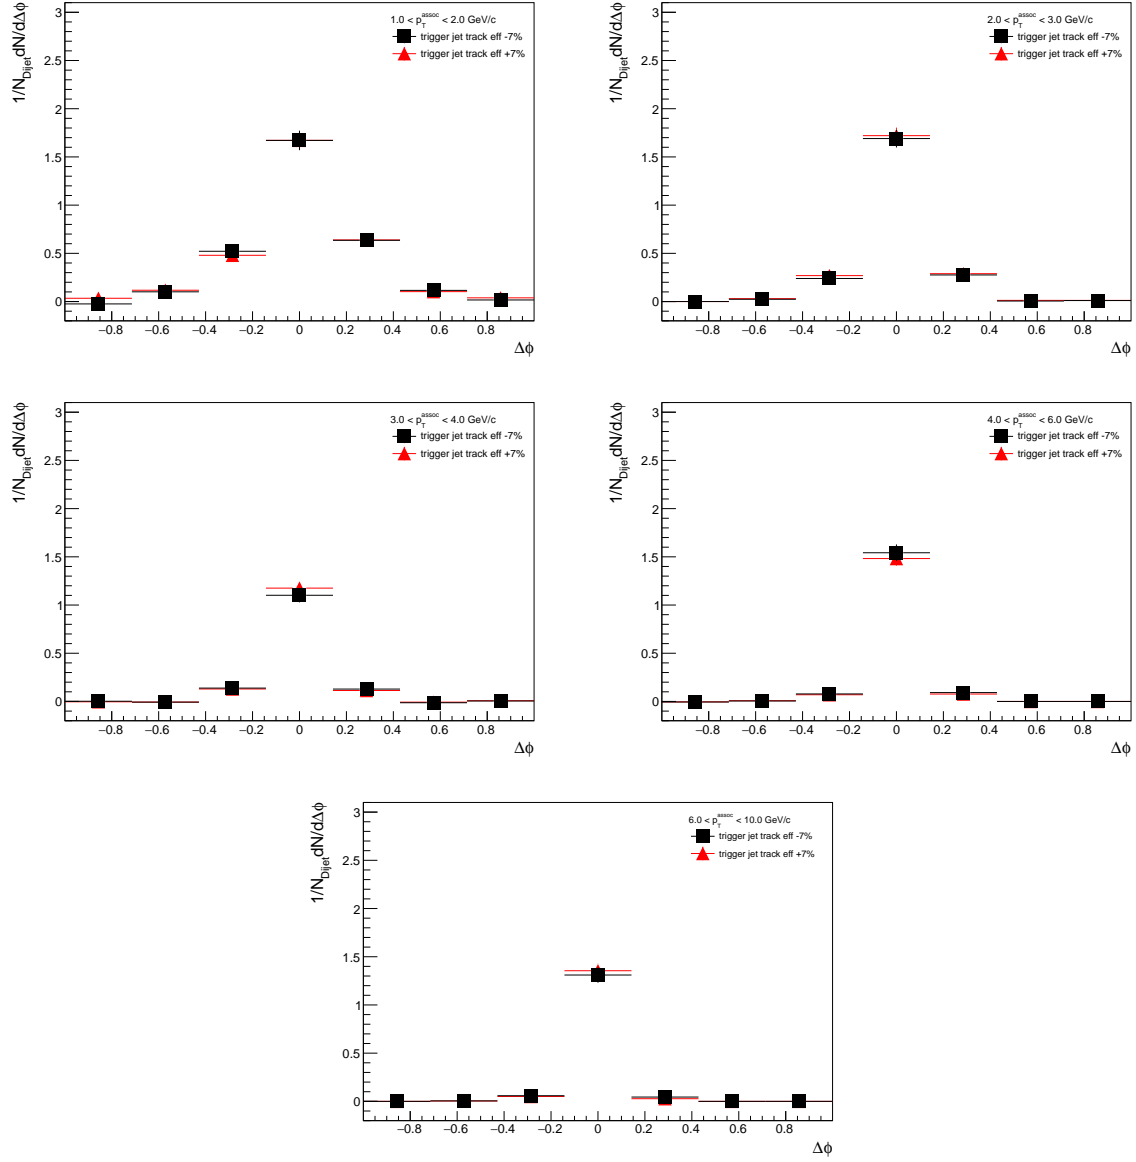 1/N_Dijet dN/dΔφ
1.0 < p_T^assoc < 2.0 GeV/c
trigger jet track eff -7%
trigger jet track eff +7%
3
2.5
2
1.5
1
0.5
0
−0.8 −0.6 −0.4 −0.2 0 0.2 0.4 0.6 0.8
Δφ
1/N_Dijet dN/dΔφ
2.0 < p_T^assoc < 3.0 GeV/c
trigger jet track eff -7%
trigger jet track eff +7%
3
2.5
2
1.5
1
0.5
0
−0.8 −0.6 −0.4 −0.2 0 0.2 0.4 0.6 0.8
Δφ
1/N_Dijet dN/dΔφ
3.0 < p_T^assoc < 4.0 GeV/c
trigger jet track eff -7%
trigger jet track eff +7%
3
2.5
2
1.5
1
0.5
0
−0.8 −0.6 −0.4 −0.2 0 0.2 0.4 0.6 0.8
Δφ
1/N_Dijet dN/dΔφ
4.0 < p_T^assoc < 6.0 GeV/c
trigger jet track eff -7%
trigger jet track eff +7%
3
2.5
2
1.5
1
0.5
0
−0.8 −0.6 −0.4 −0.2 0 0.2 0.4 0.6 0.8
Δφ
1/N_Dijet dN/dΔφ
6.0 < p_T^assoc < 10.0 GeV/c
trigger jet track eff -7%
trigger jet track eff +7%
3
2.5
2
1.5
1
0.5
0
−0.8 −0.6 −0.4 −0.2 0 0.2 0.4 0.6 0.8
Δφ